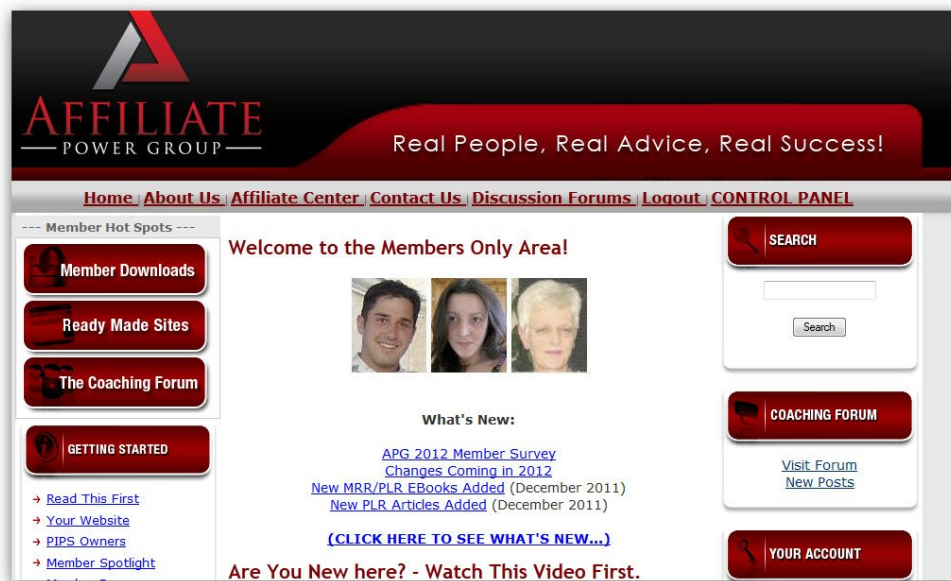 AFFILIATE
POWER GROUP
Real People, Real Advice, Real Success!
Home | About Us | Affiliate Center | Contact Us | Discussion Forums | Logout | CONTROL PANEL
--- Member Hot Spots ---
Member Downloads
Ready Made Sites
The Coaching Forum
GETTING STARTED
Read This First
Your Website
PIPS Owners
Member Spotlight
Welcome to the Members Only Area!
What's New:
APG 2012 Member Survey
Changes Coming in 2012
New MRR/PLR EBooks Added (December 2011)
New PLR Articles Added (December 2011)
(CLICK HERE TO SEE WHAT'S NEW...)
Are You New here? - Watch This Video First.
SEARCH
Search
COACHING FORUM
Visit Forum
New Posts
YOUR ACCOUNT